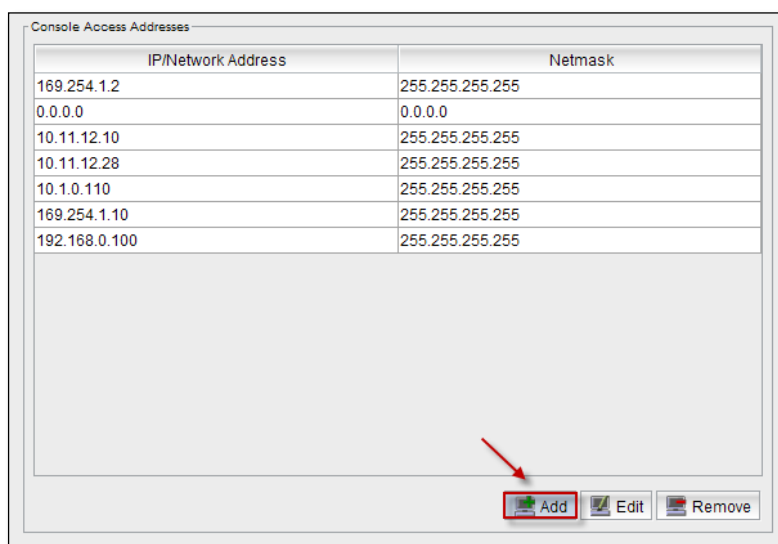 Console Access Addresses
IP/Network Address Netmask
169.254.1.2 255.255.255.255
0.0.0.0 0.0.0.0
10.11.12.10 255.255.255.255
10.11.12.28 255.255.255.255
10.1.0.110 255.255.255.255
169.254.1.10 255.255.255.255
192.168.0.100 255.255.255.255
Add Edit Remove